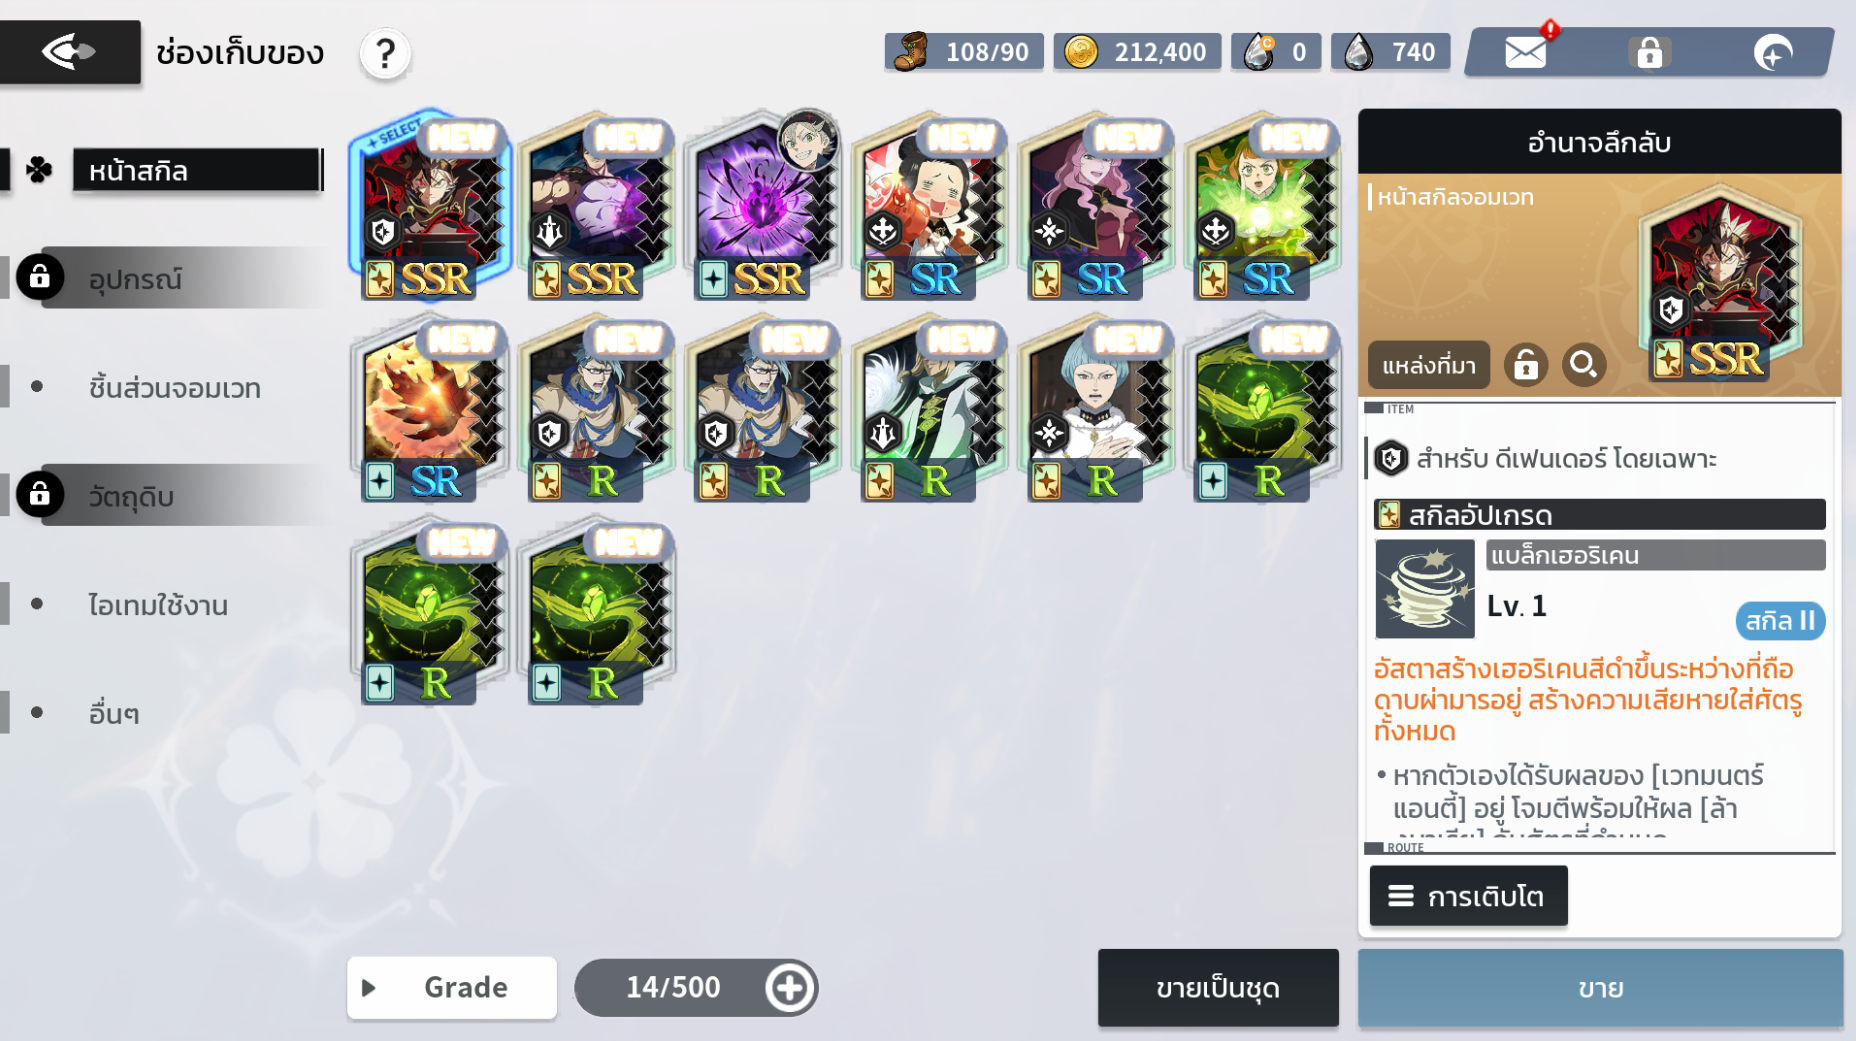 ช่องเก็บของ
?
108/90
212,400
0
740
หน้าสกิล
อุปกรณ์
ชิ้นส่วนจอมเวท
วัตถุดิบ
ไอเทมใช้งาน
อื่นๆ
SELECT NEW
SSR
NEW
SSR
SSR
NEW
SR
NEW
SR
NEW
SR
NEW
SR
NEW
R
NEW
R
NEW
R
NEW
R
NEW
R
NEW
R
NEW
R
Grade
14/500
ขายเป็นชุด
อำนาจลึกลับ
หน้าสกิลจอมเวท
SSR
แหล่งที่มา
ITEM
สำหรับ ดีเฟนเดอร์ โดยเฉพาะ
สกิลอัปเกรด
แบล็กเฮอริเคน
Lv. 1
สกิล II
อัสตาสร้างเฮอริเคนสีดำขึ้นระหว่างที่ถือ
ดาบผ่ามารอยู่ สร้างความเสียหายใส่ศัตรู
ทั้งหมด
• หากตัวเองได้รับผลของ [เวทมนตร์
แอนตี้] อยู่ โจมตีพร้อมให้ผล [ล้า
ROUTE
การเติบโต
ขาย